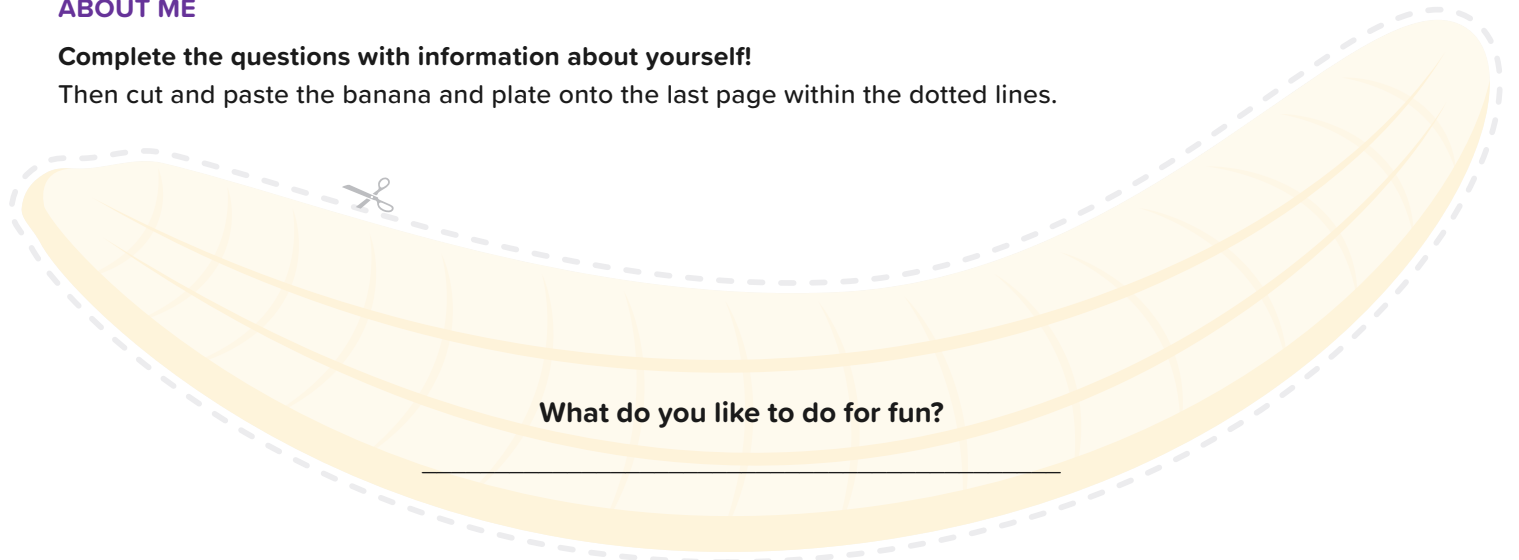 ABOUT ME
Complete the questions with information about yourself!
Then cut and paste the banana and plate onto the last page within the dotted lines.
What do you like to do for fun?